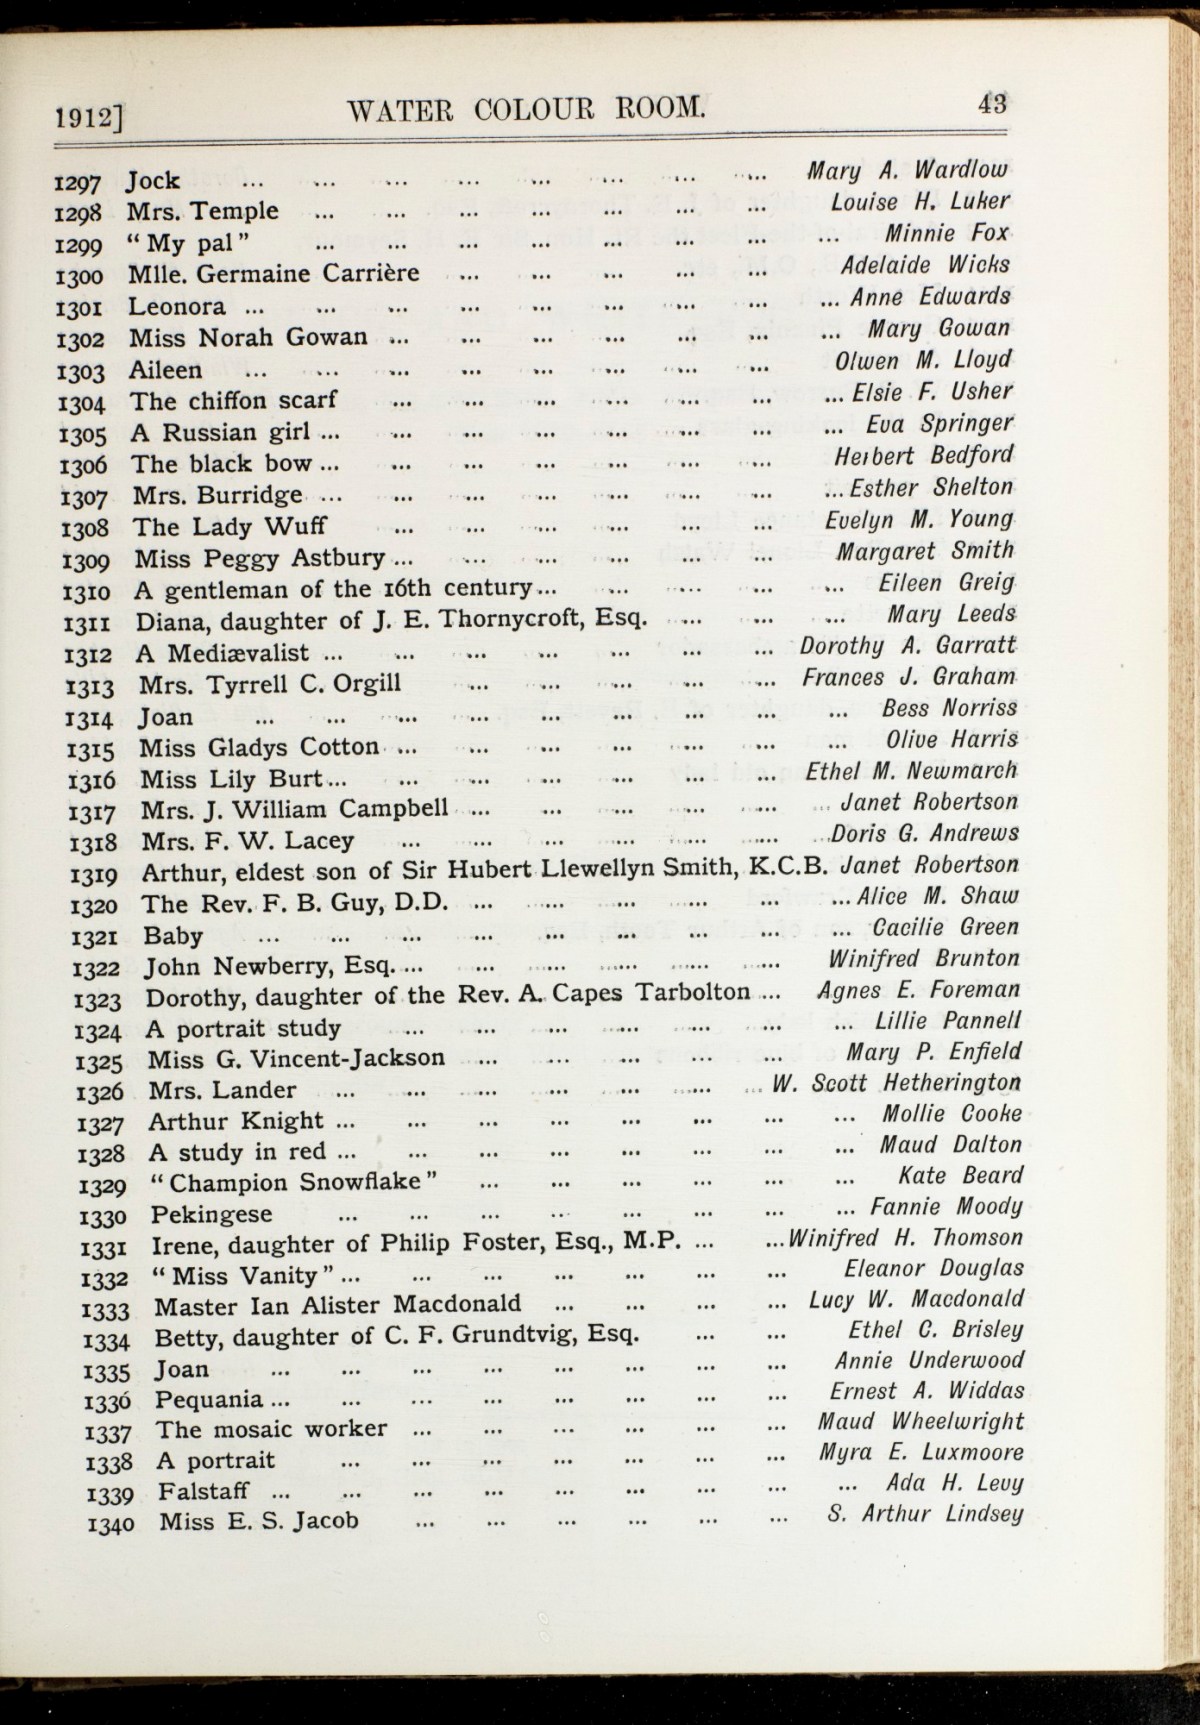 1912] WATER COLOUR ROOM. 43
1297 Jock ... ... ... ... ... ... ... ... Mary A. Wardlow
1298 Mrs. Temple ... ... ... ... ... ... ... Louise H. Luker
1299 “My pal” ... ... ... ... ... ... ... ... Minnie Fox
1300 Mlle. Germaine Carrière ... ... ... ... Adelaide Wicks
1301 Leonora ... ... ... ... ... ... ... ... ... Anne Edwards
1302 Miss Norah Gowan ... ... ... ... ... ... ... Mary Gowan
1303 Aileen ... ... ... ... ... ... ... ... Olwen M. Lloyd
1304 The chiffon scarf ... ... ... ... ... ... ... Elsie F. Usher
1305 A Russian girl ... ... ... ... ... ... ... ... Eva Springer
1306 The black bow ... ... ... ... ... ... ... Herbert Bedford
1307 Mrs. Burridge ... ... ... ... ... ... ... ... Esther Shelton
1308 The Lady Wuff ... ... ... ... ... ... Evelyn M. Young
1309 Miss Peggy Astbury ... ... ... ... ... ... Margaret Smith
1310 A gentleman of the 16th century ... ... ... ... ... Eileen Greig
1311 Diana, daughter of J. E. Thornycroft, Esq. ... ... ... Mary Leeds
1312 A Mediævalist ... ... ... ... ... ... ... Dorothy A. Garratt
1313 Mrs. Tyrrell C. Orgill ... ... ... ... ... Frances J. Graham
1314 Joan ... ... ... ... ... ... ... ... ... Bess Norriss
1315 Miss Gladys Cotton ... ... ... ... ... ... ... Olive Harris
1316 Miss Lily Burt ... ... ... ... ... ... ... Ethel M. Newmarch
1317 Mrs. J. William Campbell ... ... ... ... ... ... Janet Robertson
1318 Mrs. F. W. Lacey ... ... ... ... ... ... ... Doris G. Andrews
1319 Arthur, eldest son of Sir Hubert Llewellyn Smith, K.C.B. Janet Robertson
1320 The Rev. F. B. Guy, D.D. ... ... ... ... ... ... Alice M. Shaw
1321 Baby ... ... ... ... ... ... ... ... ... Cacilie Green
1322 John Newberry, Esq. ... ... ... ... ... ... Winifred Brunton
1323 Dorothy, daughter of the Rev. A. Capes Tarbolton ... Agnes E. Foreman
1324 A portrait study ... ... ... ... ... ... ... Lillie Pannell
1325 Miss G. Vincent-Jackson ... ... ... ... ... Mary P. Enfield
1326 Mrs. Lander ... ... ... ... ... ... ... W. Scott Hetherington
1327 Arthur Knight ... ... ... ... ... ... ... ... Mollie Cooke
1328 A study in red ... ... ... ... ... ... ... ... Maud Dalton
1329 “Champion Snowflake” ... ... ... ... ... ... Kate Beard
1330 Pekingese ... ... ... ... ... ... ... ... Fannie Moody
1331 Irene, daughter of Philip Foster, Esq., M.P. ... ... Winifred H. Thomson
1332 “Miss Vanity” ... ... ... ... ... ... ... Eleanor Douglas
1333 Master Ian Alister Macdonald ... ... ... ... Lucy W. Macdonald
1334 Betty, daughter of C. F. Grundtvig, Esq. ... ... Ethel C. Brisley
1335 Joan ... ... ... ... ... ... ... ... Annie Underwood
1336 Pequania ... ... ... ... ... ... ... ... Ernest A. Widdas
1337 The mosaic worker ... ... ... ... ... ... Maud Wheelwright
1338 A portrait ... ... ... ... ... ... ... Myra E. Luxmoore
1339 Falstaff ... ... ... ... ... ... ... ... ... Ada H. Levy
1340 Miss E. S. Jacob ... ... ... ... ... ... S. Arthur Lindsey